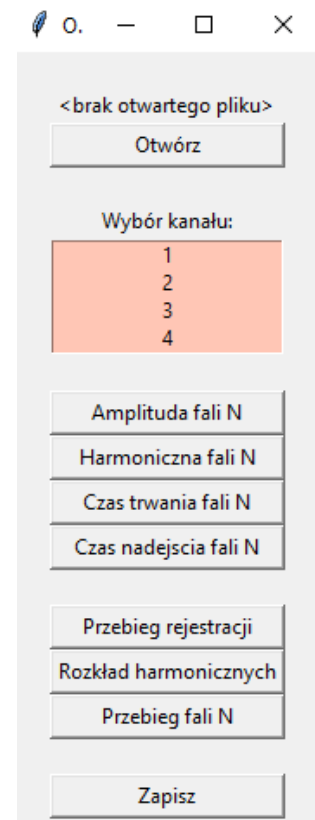 O.
<brak otwartego pliku>
Otwórz
Wybór kanału:
1
2
3
4
Amplituda fali N
Harmoniczna fali N
Czas trwania fali N
Czas nadejscia fali N
Przebieg rejestracji
Rozkład harmonicznych
Przebieg fali N
Zapisz